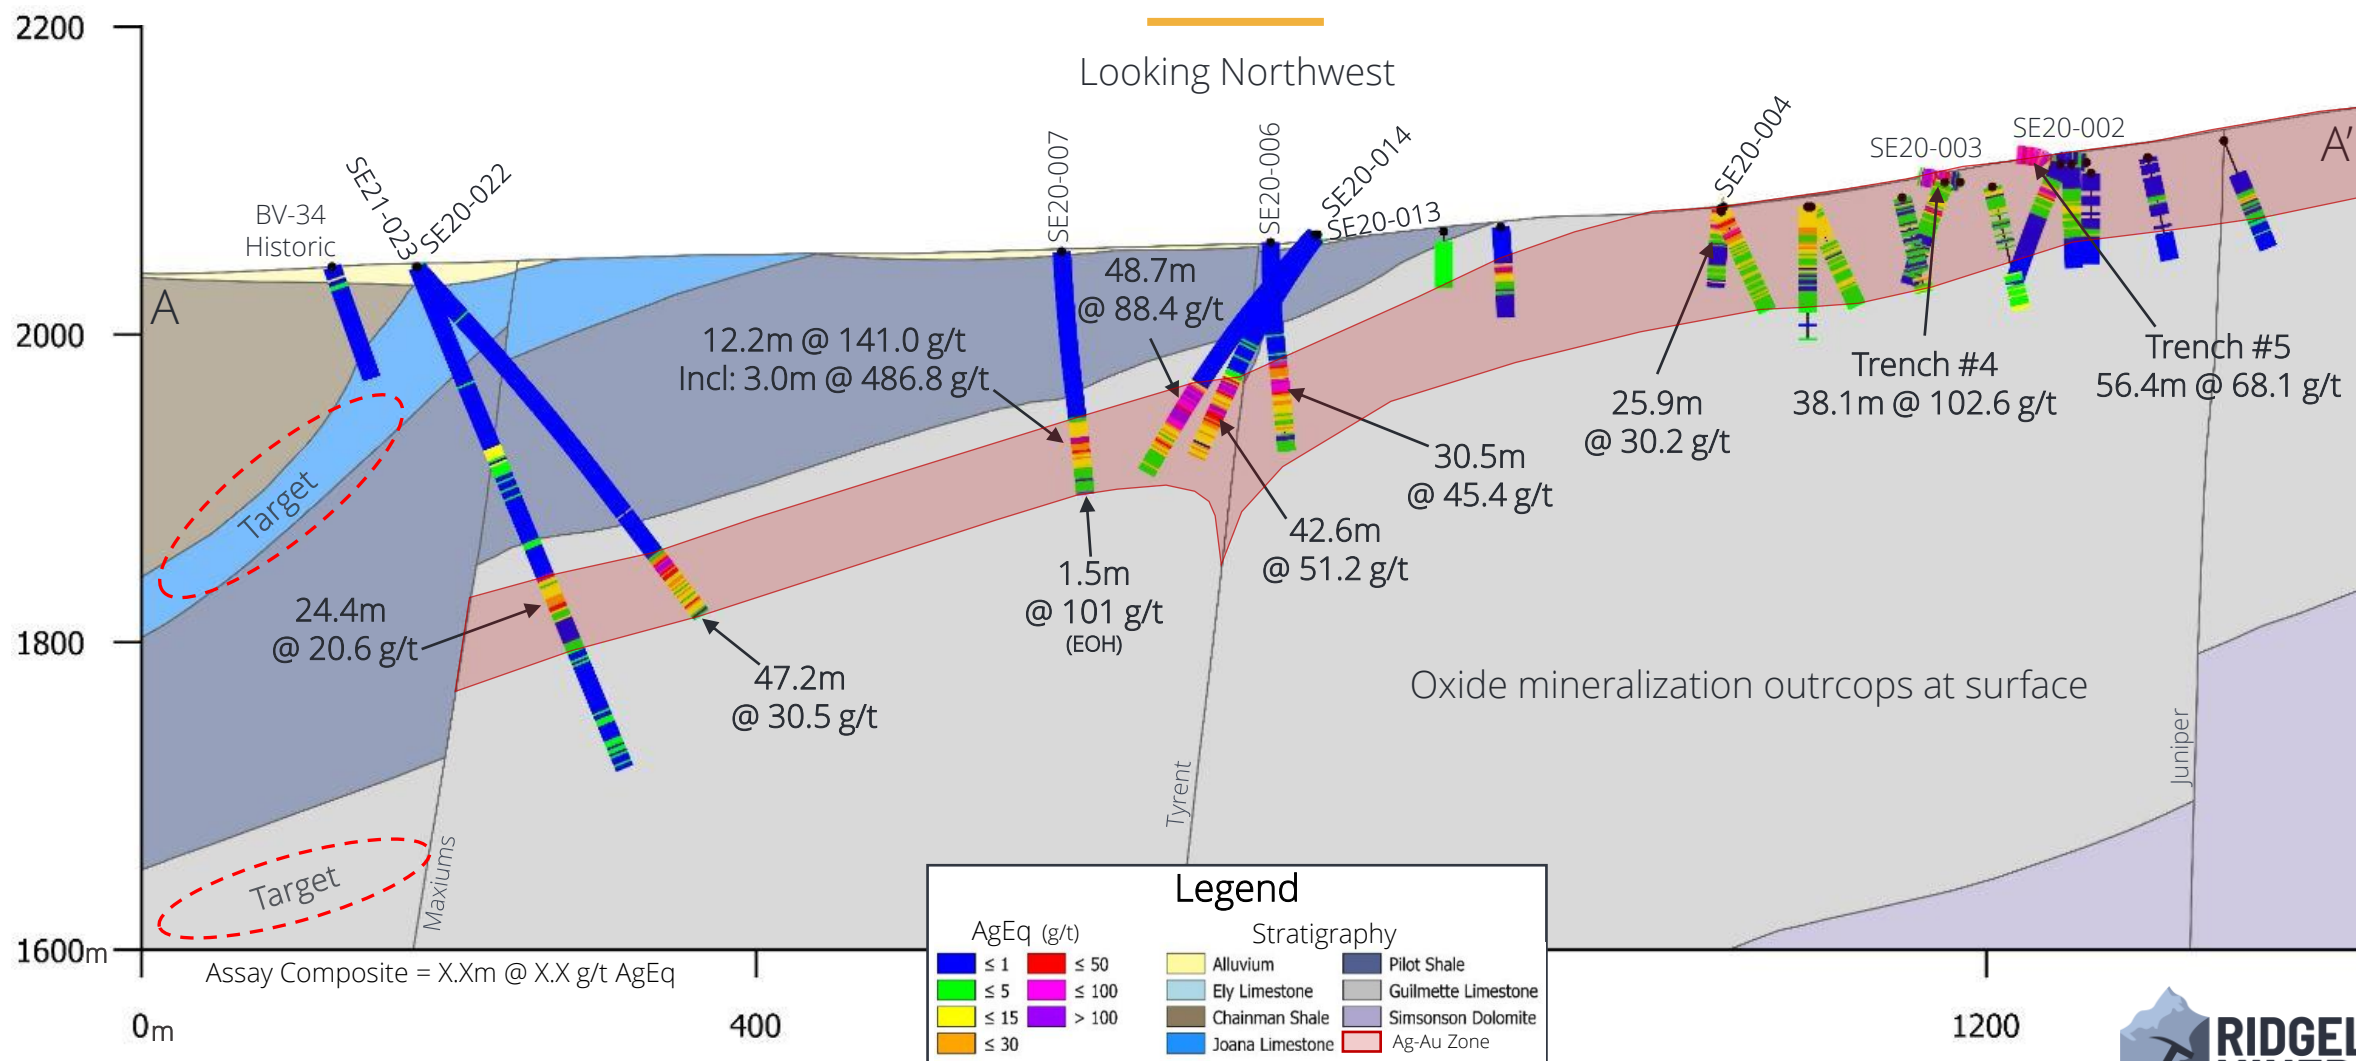 2200
2000
1800
1600m
0m
400
1200
Looking Northwest
A
A'
BV-34
Historic
SE21-023
SE20-022
SE20-007
SE20-006
SE20-014
SE20-013
SE20-004
SE20-003
SE20-002
48.7m
@ 88.4 g/t
12.2m @ 141.0 g/t
Incl: 3.0m @ 486.8 g/t
Trench #5
56.4m @ 68.1 g/t
Trench #4
38.1m @ 102.6 g/t
25.9m
@ 30.2 g/t
30.5m
@ 45.4 g/t
42.6m
@ 51.2 g/t
1.5m
@ 101 g/t
(EOH)
24.4m
@ 20.6 g/t
47.2m
@ 30.5 g/t
Target
Target
Maxiums
Tyrent
Juniper
Oxide mineralization outrcops at surface
Assay Composite = X.Xm @ X.X g/t AgEq
Legend
AgEq (g/t)
≤ 1
≤ 5
≤ 15
≤ 30
≤ 50
≤ 100
> 100
Stratigraphy
Alluvium
Ely Limestone
Chainman Shale
Joana Limestone
Pilot Shale
Guilmette Limestone
Simsonson Dolomite
Ag-Au Zone